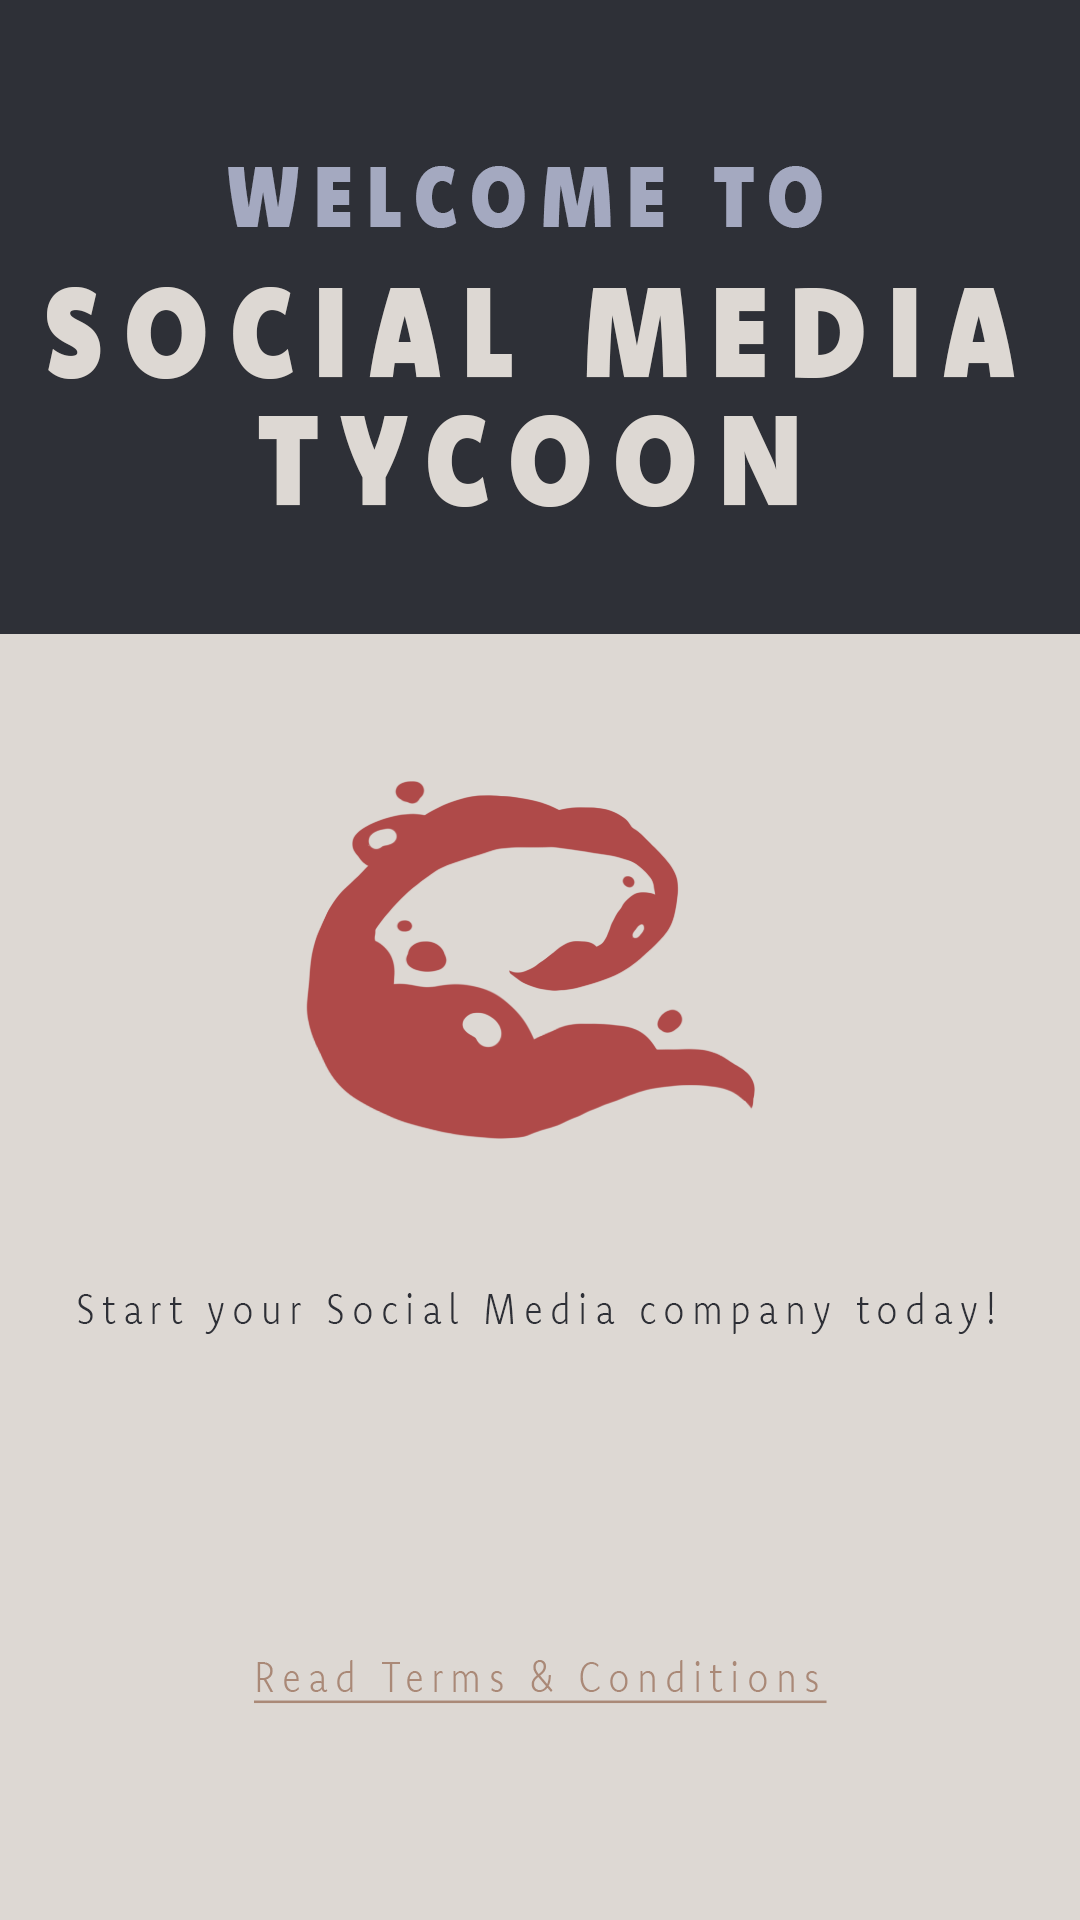 WELCOME TO
SOCIAL MEDIA
TYCOON
Start your Social Media company today!
Read Terms & Conditions